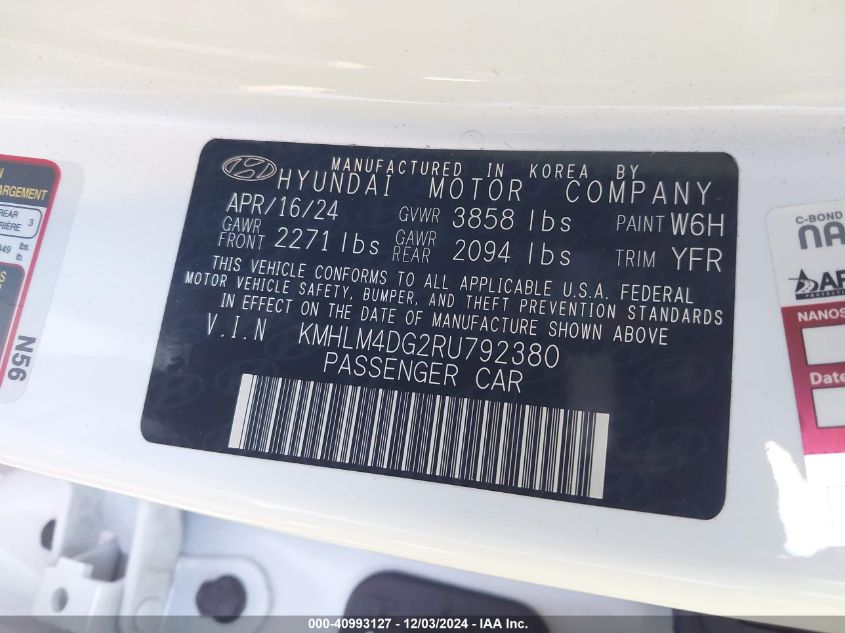 MANUFACTURED IN KOREA BY
HYUNDAI MOTOR COMPANY
APR/16/24 GVWR 3858 lbs PAINT W6H
GAWR FRONT 2271 lbs GAWR REAR 2094 lbs TRIM YFR
THIS VEHICLE CONFORMS TO ALL APPLICABLE U.S.A. FEDERAL
MOTOR VEHICLE SAFETY, BUMPER, AND THEFT PREVENTION STANDARDS
IN EFFECT ON THE DATE OF MANUFACTURE SHOWN ABOVE
V.I.N KMHLM4DG2RU792380
PASSENGER CAR
ARGEMENT
REAR 3
RIÈRE
lbs.
N56
C-BOND
NA
NANOS
Date
000-40993127 - 12/03/2024 - IAA Inc.